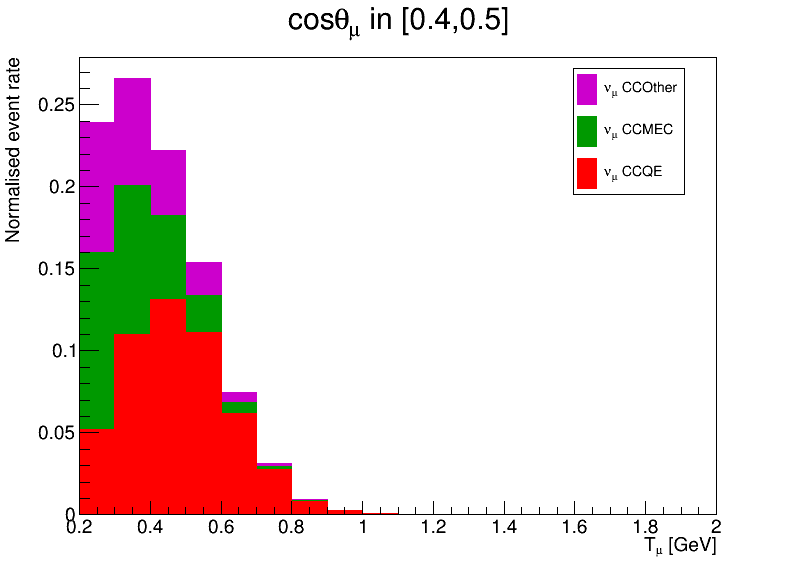 cosθμ in [0.4,0.5]
Normalised event rate
νμ CCOther
νμ CCMEC
νμ CCQE
0.25
0.2
0.15
0.1
0.05
0
0.2 0.4 0.6 0.8 1 1.2 1.4 1.6 1.8 2
Tμ [GeV]